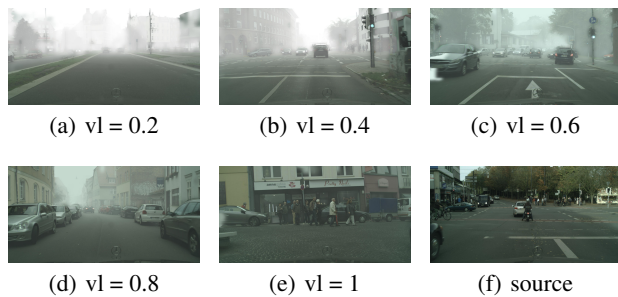 (a) vl = 0.2
(b) vl = 0.4
(c) vl = 0.6
(d) vl = 0.8
(e) vl = 1
(f) source